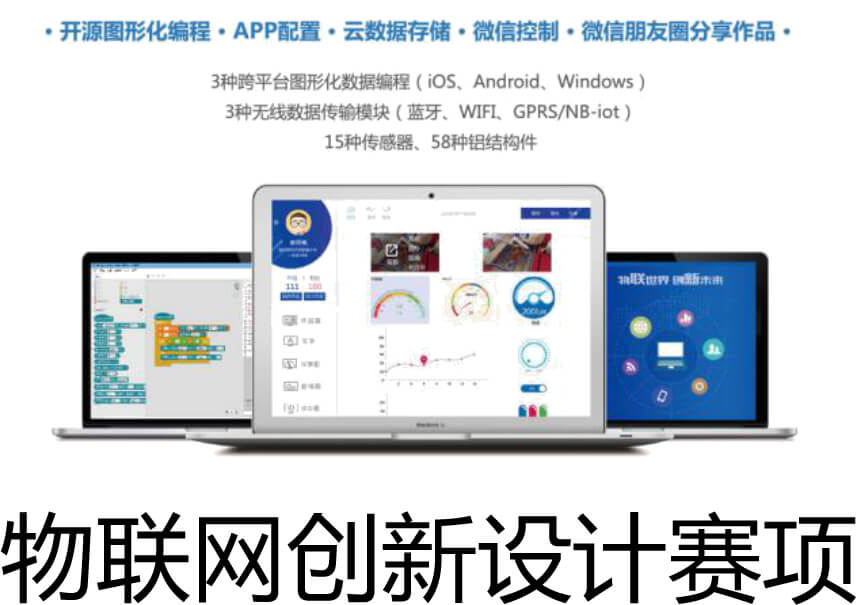 · 开源图形化编程 · APP配置 · 云数据存储 · 微信控制 · 微信朋友圈分享作品 ·
3种跨平台图形化数据编程（iOS、Android、Windows）
3种无线数据传输模块（蓝牙、WIFI、GPRS/NB-iot）
15种传感器、58种铝结构件
物联世界 创新未来
111 100
物联网创新设计赛项